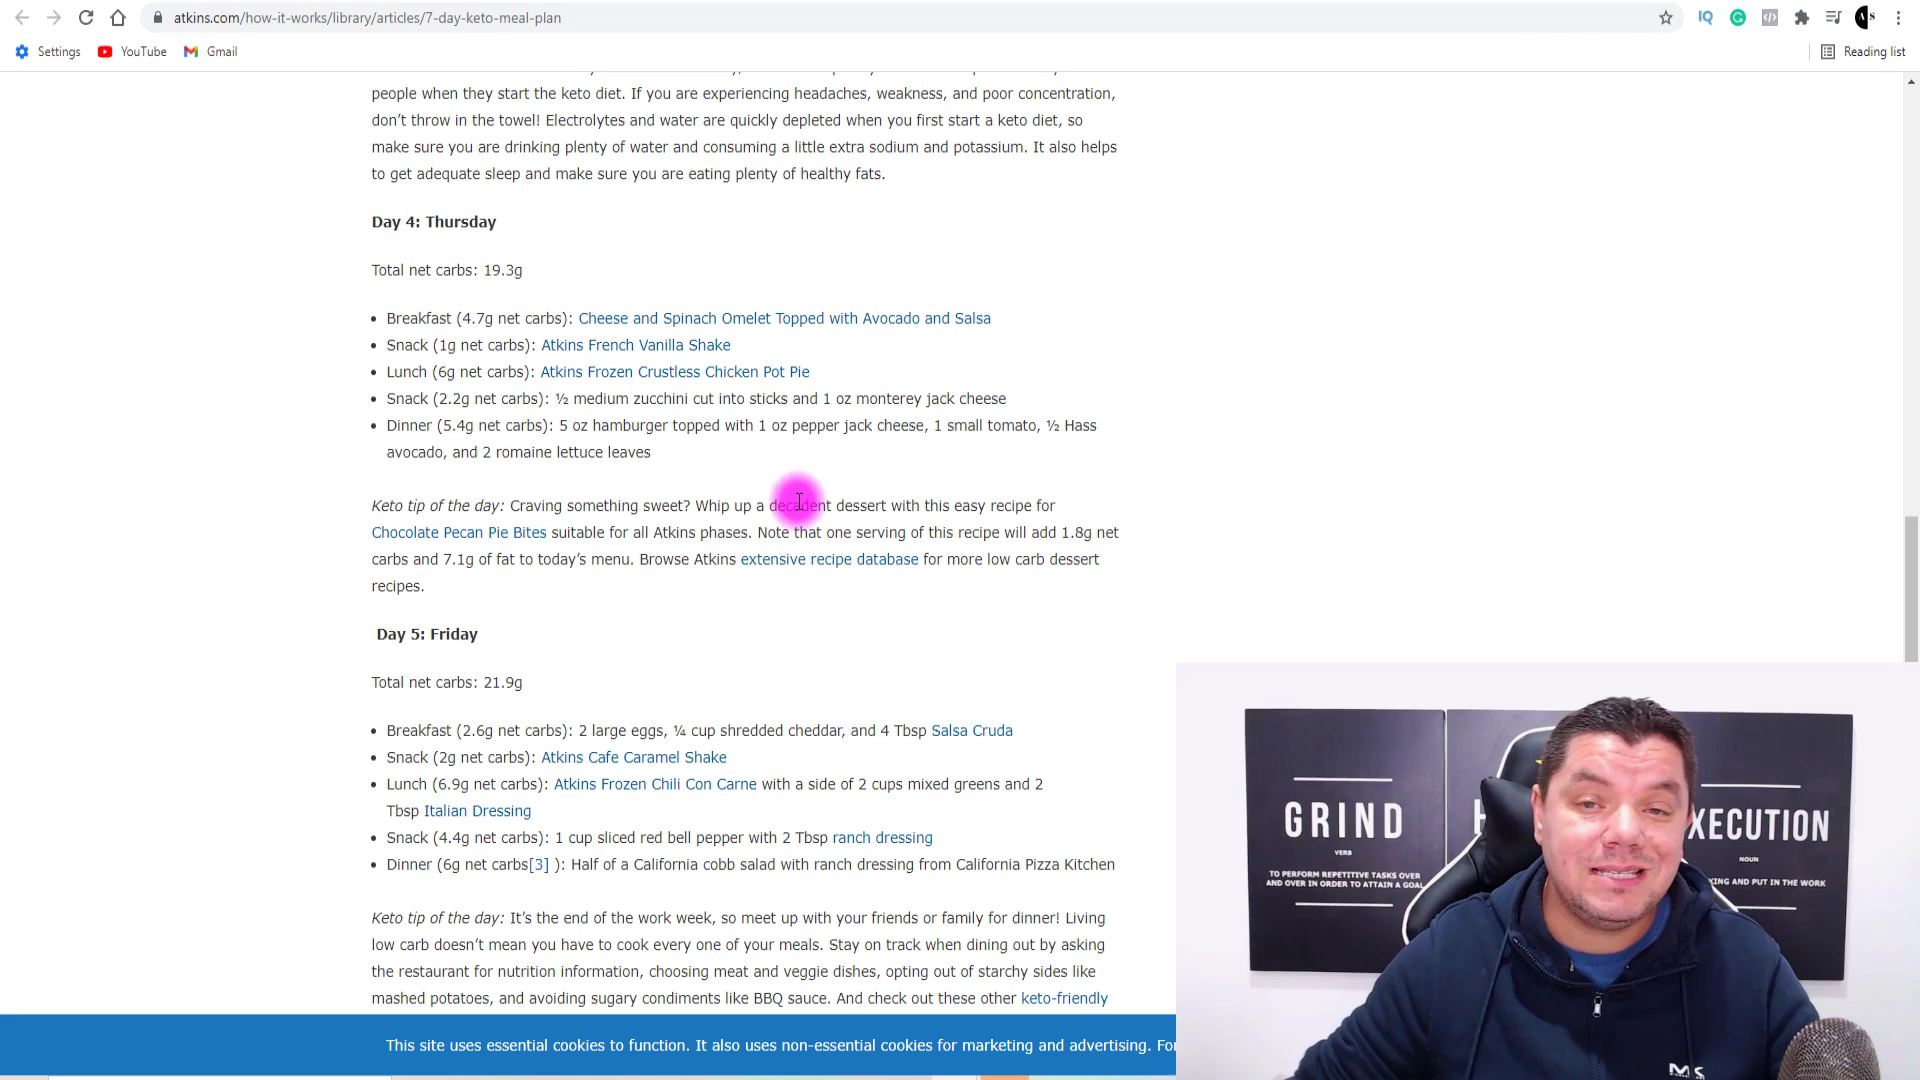 atkins.com/how-it-works/library/articles/7-day-keto-meal-plan
IQ
A S
Settings
YouTube
Gmail
Reading list
people when they start the keto diet. If you are experiencing headaches, weakness, and poor concentration,
don’t throw in the towel! Electrolytes and water are quickly depleted when you first start a keto diet, so
make sure you are drinking plenty of water and consuming a little extra sodium and potassium. It also helps
to get adequate sleep and make sure you are eating plenty of healthy fats.
Day 4: Thursday
Total net carbs: 19.3g
• Breakfast (4.7g net carbs): Cheese and Spinach Omelet Topped with Avocado and Salsa
• Snack (1g net carbs): Atkins French Vanilla Shake
• Lunch (6g net carbs): Atkins Frozen Crustless Chicken Pot Pie
• Snack (2.2g net carbs): ½ medium zucchini cut into sticks and 1 oz monterey jack cheese
• Dinner (5.4g net carbs): 5 oz hamburger topped with 1 oz pepper jack cheese, 1 small tomato, ½ Hass
avocado, and 2 romaine lettuce leaves
Keto tip of the day: Craving something sweet? Whip up a decadent dessert with this easy recipe for
Chocolate Pecan Pie Bites suitable for all Atkins phases. Note that one serving of this recipe will add 1.8g net
carbs and 7.1g of fat to today’s menu. Browse Atkins extensive recipe database for more low carb dessert
recipes.
Day 5: Friday
Total net carbs: 21.9g
• Breakfast (2.6g net carbs): 2 large eggs, ¼ cup shredded cheddar, and 4 Tbsp Salsa Cruda
• Snack (2g net carbs): Atkins Cafe Caramel Shake
• Lunch (6.9g net carbs): Atkins Frozen Chili Con Carne with a side of 2 cups mixed greens and 2
Tbsp Italian Dressing
• Snack (4.4g net carbs): 1 cup sliced red bell pepper with 2 Tbsp ranch dressing
• Dinner (6g net carbs[3] ): Half of a California cobb salad with ranch dressing from California Pizza Kitchen
Keto tip of the day: It’s the end of the work week, so meet up with your friends or family for dinner! Living
low carb doesn’t mean you have to cook every one of your meals. Stay on track when dining out by asking
the restaurant for nutrition information, choosing meat and veggie dishes, opting out of starchy sides like
mashed potatoes, and avoiding sugary condiments like BBQ sauce. And check out these other keto-friendly
This site uses essential cookies to function. It also uses non-essential cookies for marketing and advertising. For
GRIND
VERB
TO PERFORM REPETITIVE TASKS OVER
AND OVER IN ORDER TO ATTAIN A GOAL
H
XECUTION
NOUN
KING AND PUT IN THE WORK
M S